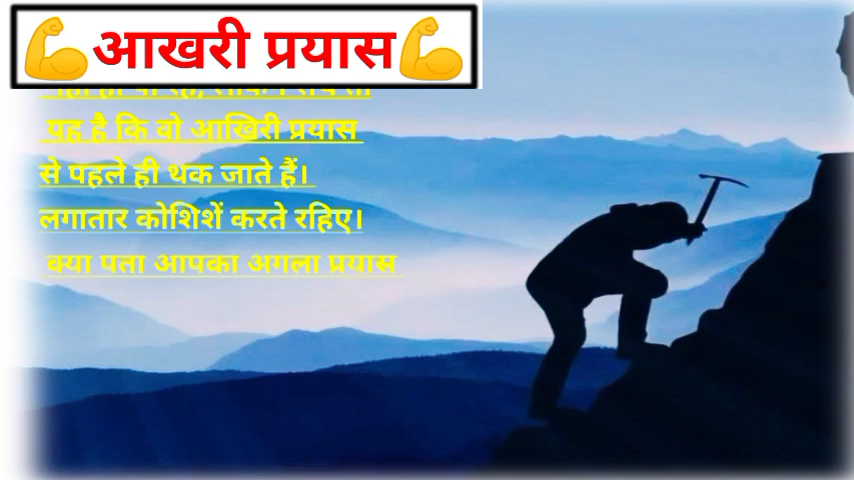 💪आखरी प्रयास💪
यह है कि वो आखिरी प्रयास
से पहले ही थक जाते हैं।
लगातार कोशिशें करते रहिए।
क्या पता आपका अगला प्रयास